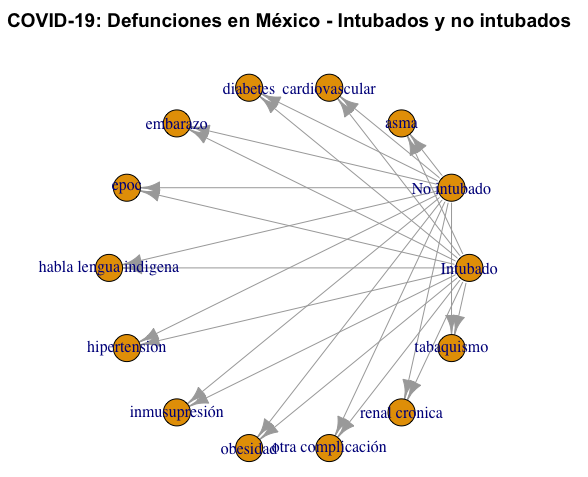 COVID-19: Defunciones en México - Intubados y no intubados
diabetes
cardiovascular
embarazo
asma
epoc
No intubado
habla lengua indigena
Intubado
hipertension
tabaquismo
inmusupresión
renal cronica
obesidad
otra complicación